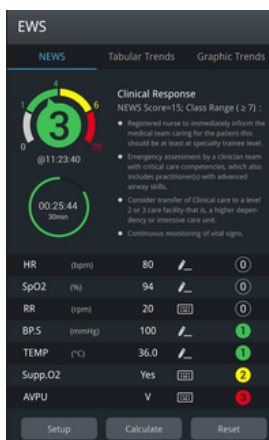 EWS
NEWS Tabular Trends Graphic Trends
4
1 6
3
0 20
@11:23:40
00:25:44
30min
Clinical Response
NEWS Score=15; Class Range ( ≥ 7) :
Registered nurse to immediately inform the
medical team caring for the patient-this
should be at least at specialty trainee level.
Emergency assessment by a clinician team
with critical care competencies, which also
includes practitioner(s) with advanced
airway skills.
Consider transfer of Clinical care to a level
2 or 3 care facility-that is, a higher depen-
dency or intensive care unit.
Continuous monitoring of vital signs.
HR (bpm) 80 0
SpO2 (%) 94 0
RR (rpm) 20 0
BP.S (mmHg) 100 1
TEMP (°C) 36.0 1
Supp.O2 Yes 2
AVPU V 3
Setup Calculate Reset